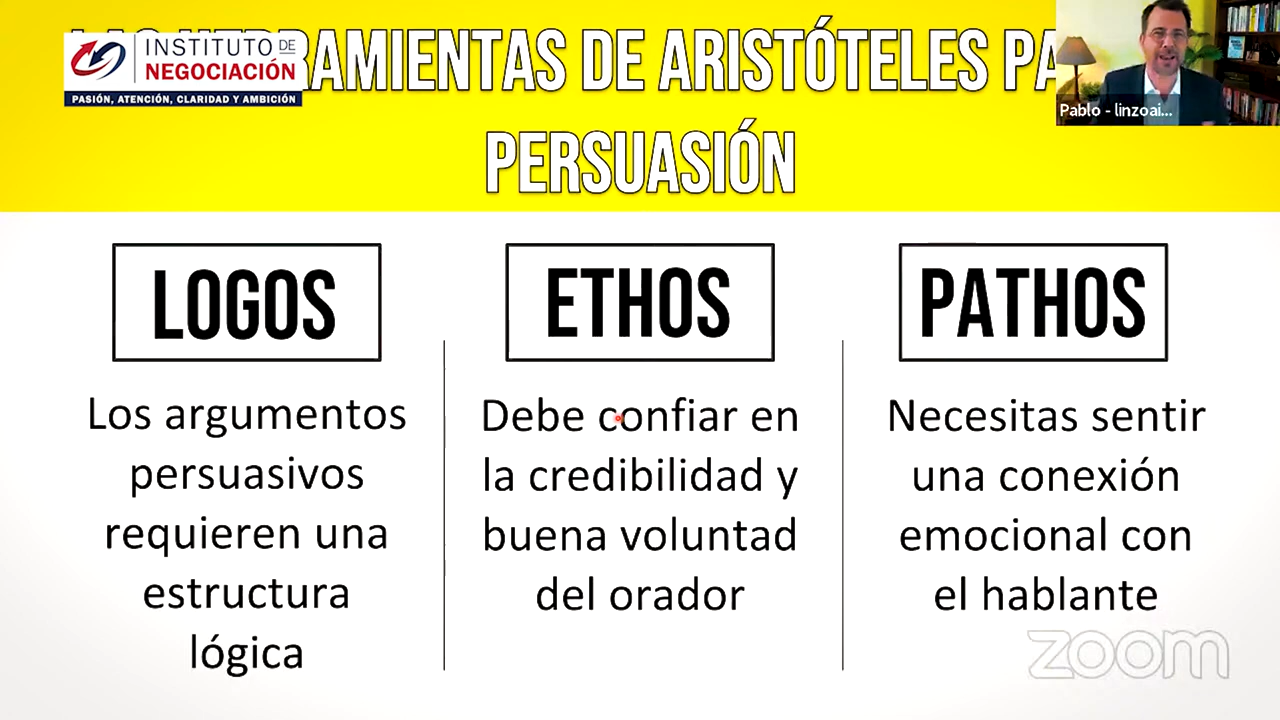 INSTITUTO DE
NEGOCIACIÓN
PASIÓN, ATENCIÓN, CLARIDAD Y AMBICIÓN
RAMIENTAS DE ARISTÓTELES PA
PERSUASIÓN
Pablo - linzoai...
LOGOS
Los argumentos
persuasivos
requieren una
estructura
lógica
ETHOS
Debe confiar en
la credibilidad y
buena voluntad
del orador
PATHOS
Necesitas sentir
una conexión
emocional con
el hablante
zoom